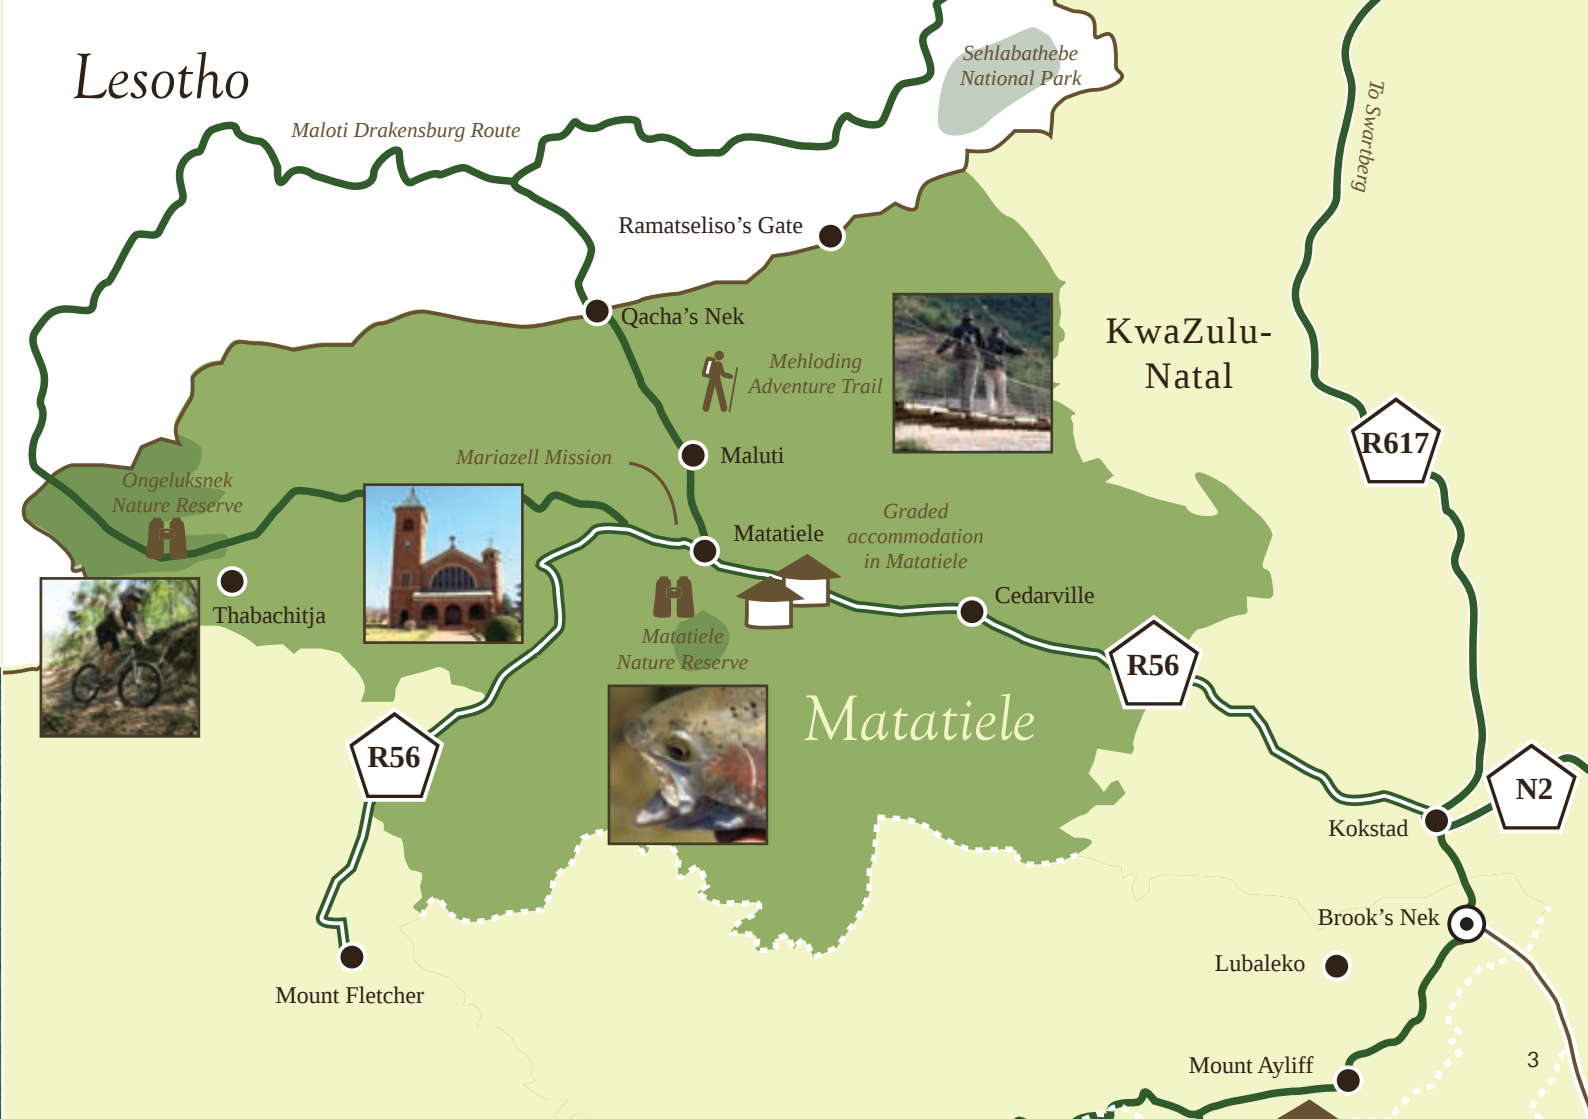 Lesotho
Sehlabathebe
National Park
Maloti Drakensburg Route
To Swartberg
Ramatseliso’s Gate
Qacha’s Nek
KwaZulu-
Natal
Mehloding
Adventure Trail
R617
Mariazell Mission
Maluti
Ongeluksnek
Nature Reserve
Graded
accommodation
in Matatiele
Matatiele
Thabachitja
Cedarville
Matatiele
Nature Reserve
R56
Matatiele
R56
N2
Kokstad
Brook’s Nek
Lubaleko
Mount Fletcher
Mount Ayliff
3